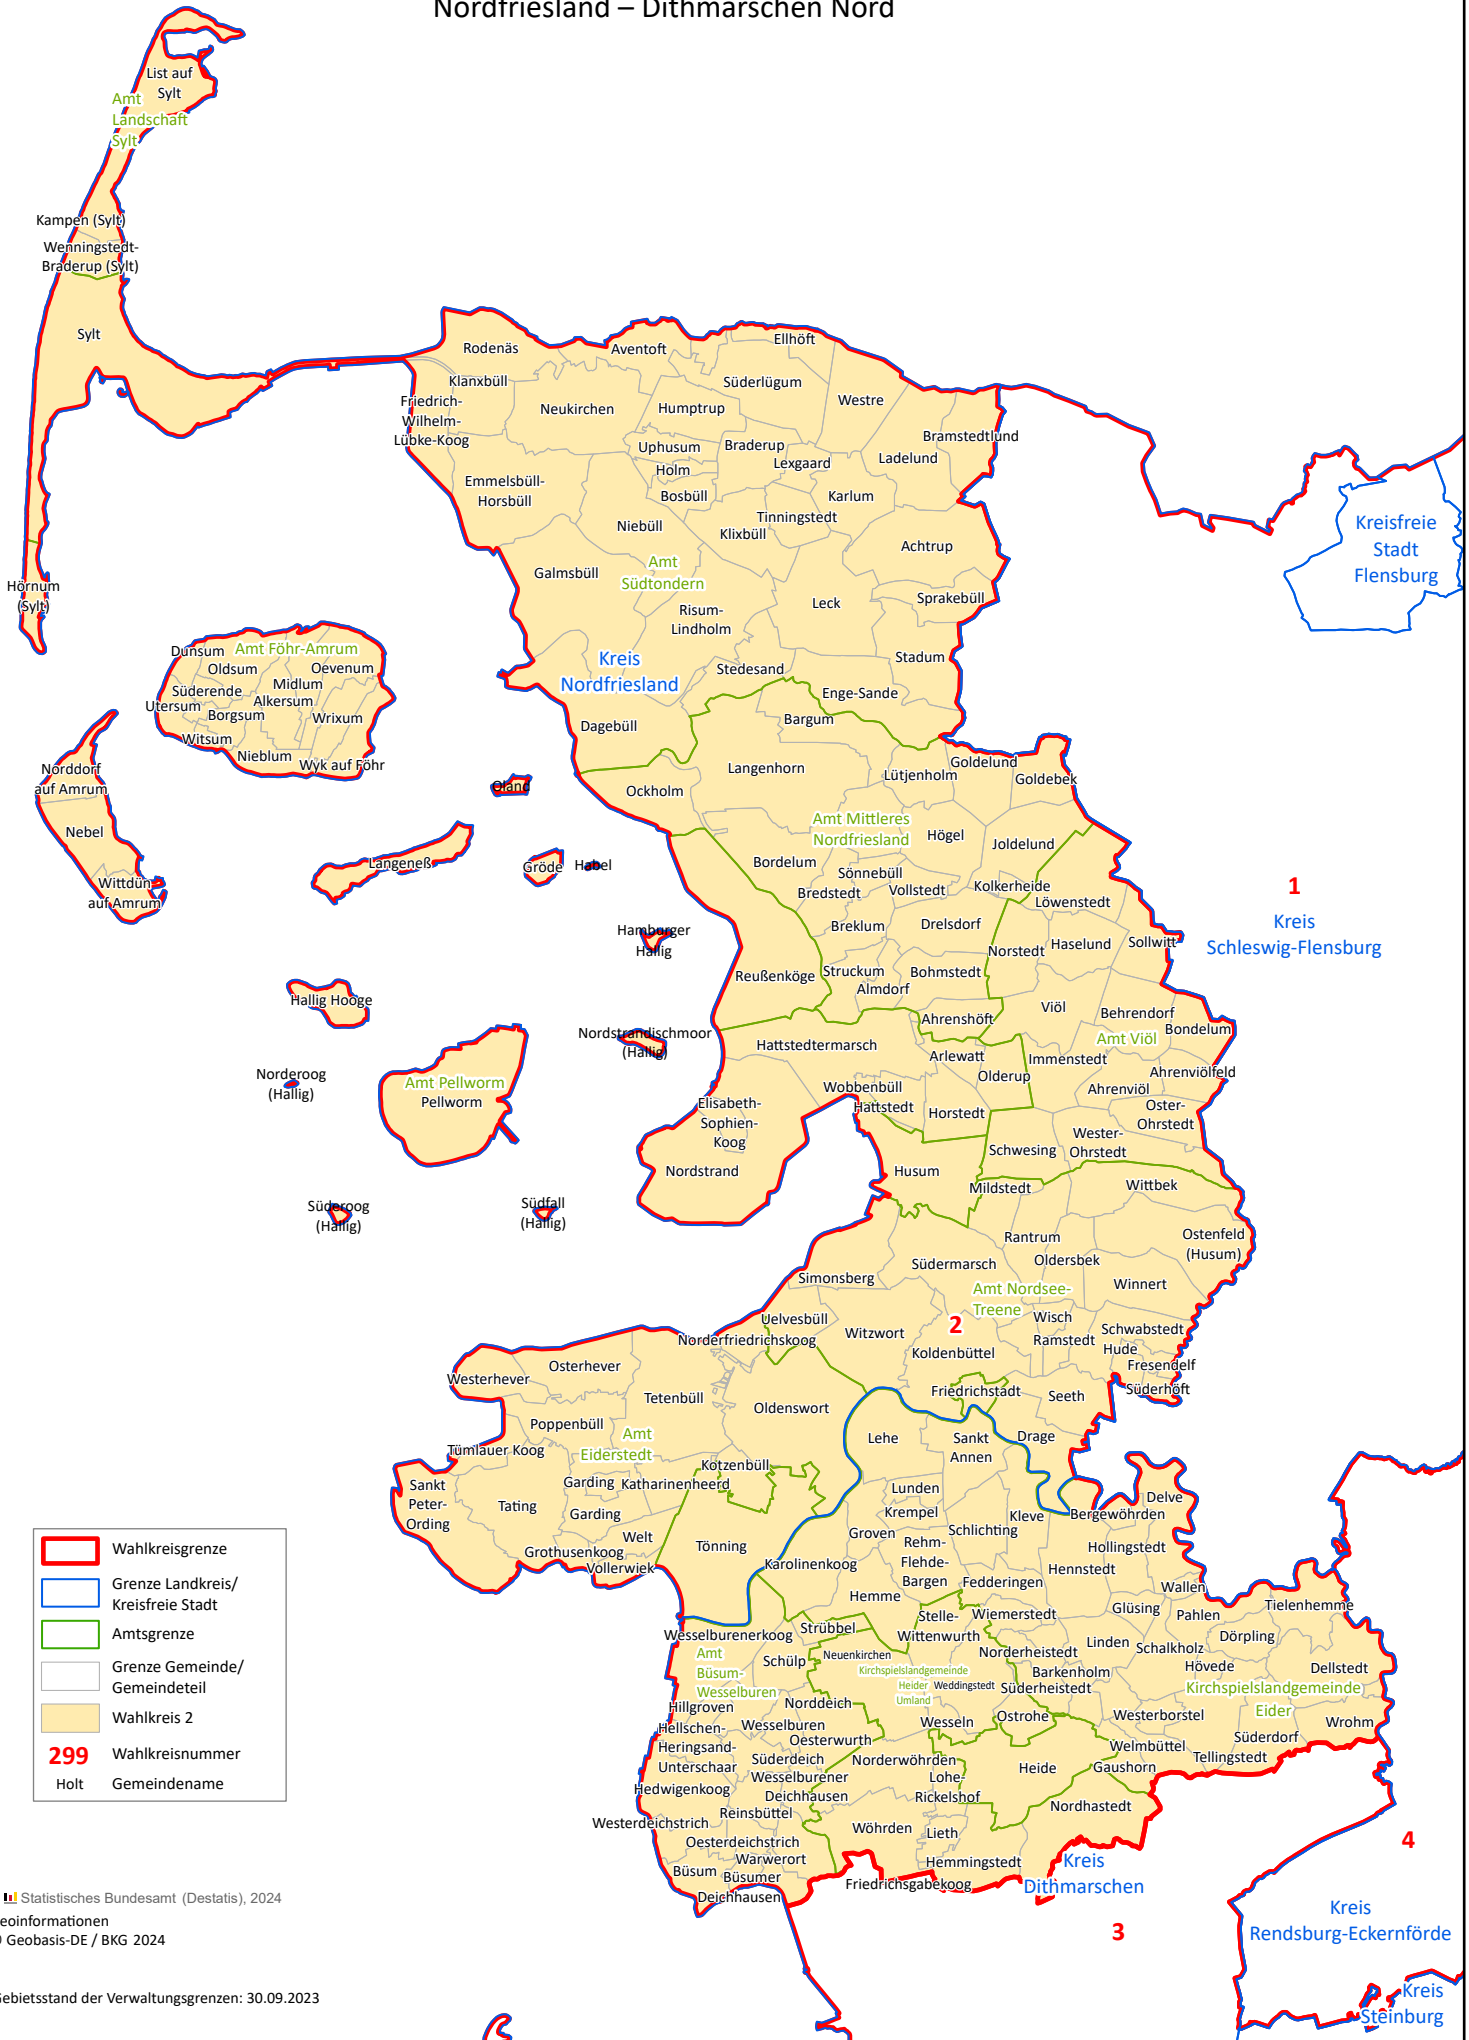 Nordfriesland – Dithmarschen Nord
List auf
Sylt
Amt
Landschaft
Sylt
Kampen (Sylt)
Wenningstedt-
Braderup (Sylt)
Sylt
Hörnum
(Sylt)
Rodenäs
Aventoft
Ellhöft
Klanxbüll
Süderlügum
Friedrich-
Wilhelm-
Lübke-Koog
Neukirchen
Humptrup
Westre
Bramstedtlund
Uphusum
Braderup
Ladelund
Holm
Lexgaard
Emmelsbüll-
Horsbüll
Bosbüll
Karlum
Niebüll
Tinningstedt
Klixbüll
Achtrup
Kreisfreie
Stadt
Flensburg
Galmsbüll
Amt
Südtondern
Leck
Sprakebüll
Risum-
Lindholm
Stadum
Kreis
Nordfriesland
Stedesand
Enge-Sande
Dagebüll
Bargum
Dunsum
Amt Föhr-Amrum
Oldsum
Oevenum
Süderende
Midlum
Utersum
Alkersum
Borgsum
Wrixum
Witsum
Nieblum
Wyk auf Föhr
Norddorf
auf Amrum
Nebel
Wittdün
auf Amrum
Oland
Langeneß
Gröde
Habel
Hamburger
Hallig
Hallig Hooge
Nordstrandischmoor
(Hallig)
Norderoog
(Hallig)
Amt Pellworm
Pellworm
Süderoog
(Hallig)
Südfall
(Hallig)
Langenhorn
Lütjenholm
Goldelund
Goldebek
Ockholm
Amt Mittleres
Nordfriesland
Högel
Joldelund
Bordelum
Sönnebüll
Bredstedt
Vollstedt
Kolkerheide
Löwenstedt
Breklum
Drelsdorf
Norstedt
Haselund
Sollwitt
Reußenköge
Struckum
Bohmstedt
Almdorf
1
Kreis
Schleswig-Flensburg
Ahrenshöft
Viöl
Behrendorf
Bondelum
Amt Viöl
Hattstedtermarsch
Arlewatt
Immenstedt
Olderup
Ahrenviölfeld
Wobbenbüll
Ahrenviöl
Hattstedt
Horstedt
Oster-
Ohrstedt
Elisabeth-
Sophien-
Koog
Wester-
Ohrstedt
Schwesing
Nordstrand
Husum
Mildstedt
Wittbek
Rantrum
Ostenfeld
(Husum)
Südermarsch
Oldersbek
Simonsberg
Winnert
Amt Nordsee-
Treene
Uelvesbüll
Witzwort
2
Wisch
Schwabstedt
Norderfriedrichskoog
Ramstedt
Hude
Koldenbüttel
Fresendelf
Osterhever
Westerhever
Friedrichstadt
Seeth
Süderhöft
Tetenbüll
Oldenswort
Poppenbüll
Amt
Eiderstedt
Lehe
Sankt
Annen
Drage
Tümlauer Koog
Kotzenbüll
Sankt
Peter-
Ording
Garding
Katharinenheerd
Tating
Garding
Welt
Grothusenkoog
Vollerwiek
Tönning
Lunden
Krempel
Kleve
Bergewöhrden
Delve
Groven
Schlichting
Rehm-
Flehde-
Bargen
Hollingstedt
Karolinenkoog
Fedderingen
Hennstedt
Hemme
Wallen
Stelle-
Wittenwurth
Wiemerstedt
Glüsing
Pahlen
Tielenhemme
Wesselburenerkoog
Strübbel
Linden
Schalkholz
Dörpling
Amt
Büsum-
Wesselburen
Schülp
Neuenkirchen
Norderheistedt
Kirchspielslandgemeinde
Heider
Umland
Weddingstedt
Barkenholm
Hövede
Dellstedt
Süderheistedt
Kirchspielslandgemeinde
Eider
Hillgroven
Norddeich
Wesseln
Ostrohe
Westerborstel
Wrohm
Hellschen-
Heringsand-
Unterschaar
Wesselburen
Oesterwurth
Süderdorf
Welmbüttel
Tellingstedt
Süderdeich
Norderwöhrden
Heide
Gaushorn
Hedwigenkoog
Wesselburener
Deichhausen
Lohe-
Rickelshof
Nordhastedt
Westerdeichstrich
Reinsbüttel
Wöhrden
Lieth
Oesterdeichstrich
Warwerort
Hemmingstedt
Büsum
Büsumer
Deichhausen
Friedrichsgabekoog
Kreis
Dithmarschen
3
4
Kreis
Rendsburg-Eckernförde
Kreis
Steinburg
Wahlkreisgrenze
Grenze Landkreis/
Kreisfreie Stadt
Amtsgrenze
Grenze Gemeinde/
Gemeindeteil
Wahlkreis 2
299 Wahlkreisnummer
Holt Gemeindename
Statistisches Bundesamt (Destatis), 2024
eoinformationen
Geobasis-DE / BKG 2024
Gebietsstand der Verwaltungsgrenzen: 30.09.2023